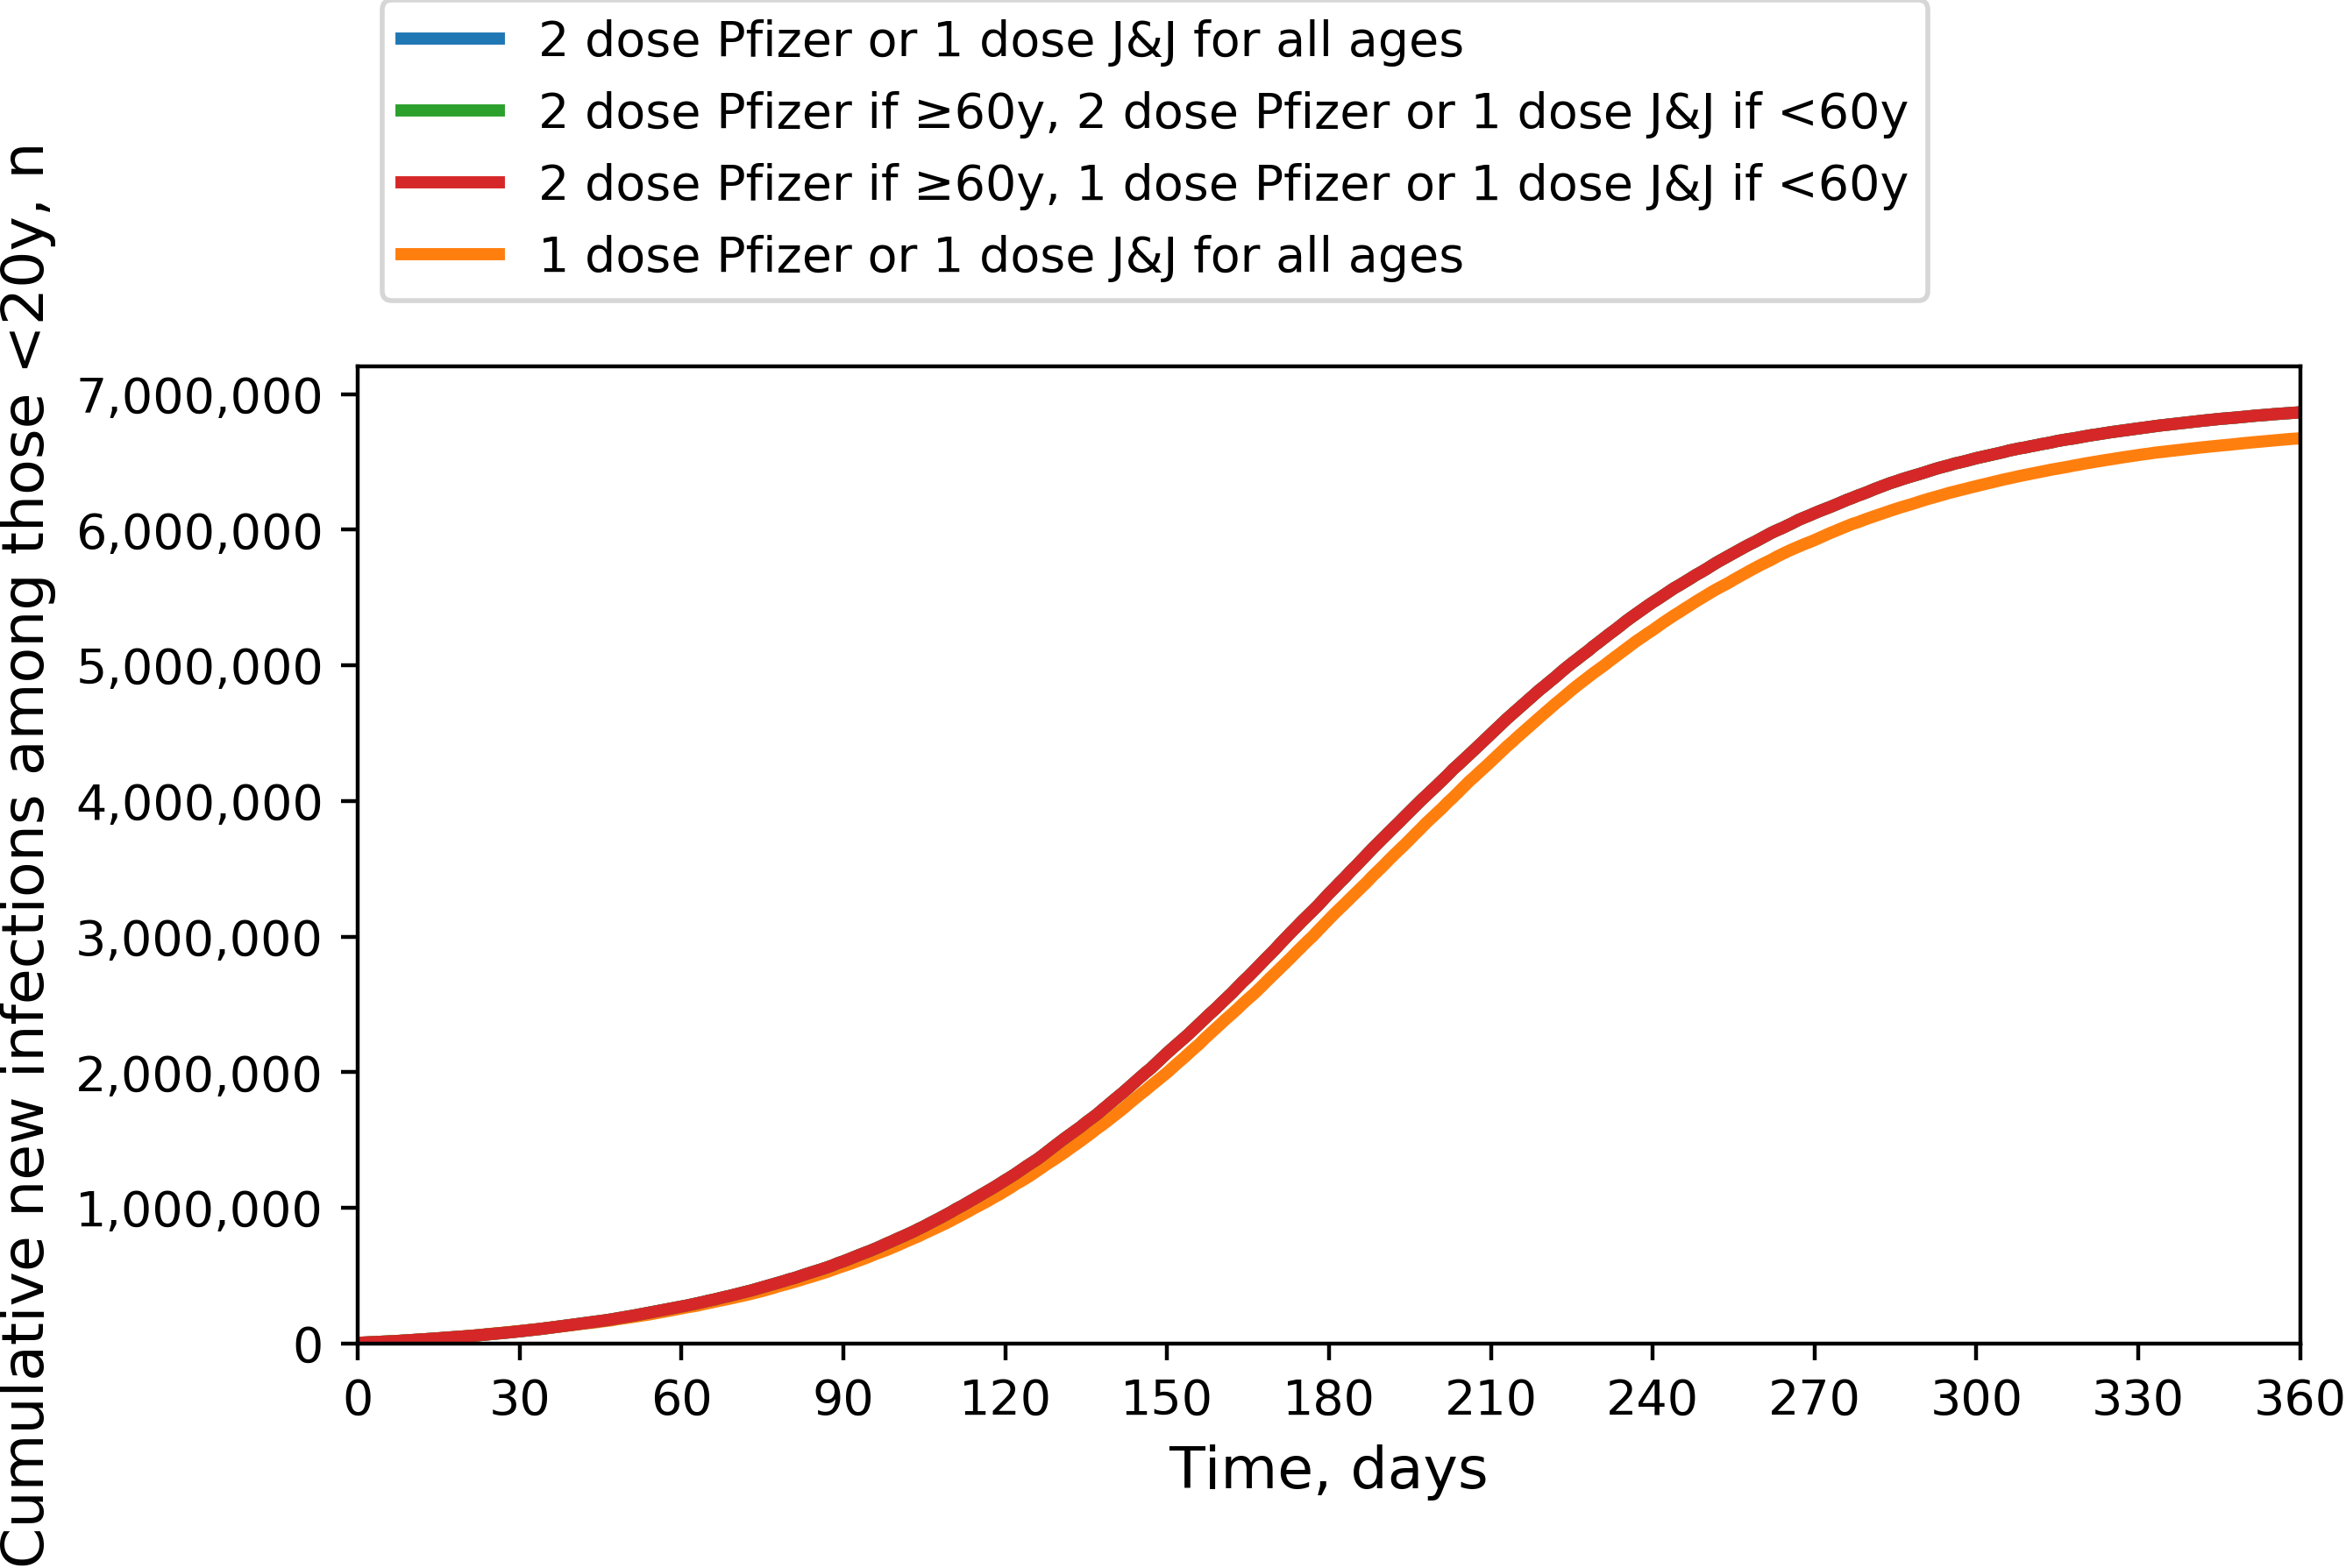 2 dose Pfizer or 1 dose J&J for all ages
2 dose Pfizer if ≥60y, 2 dose Pfizer or 1 dose J&J if <60y
2 dose Pfizer if ≥60y, 1 dose Pfizer or 1 dose J&J if <60y
1 dose Pfizer or 1 dose J&J for all ages
Cumulative new infections among those <20y, n
7,000,000
6,000,000
5,000,000
4,000,000
3,000,000
2,000,000
1,000,000
0
0 30 60 90 120 150 180 210 240 270 300 330 360
Time, days